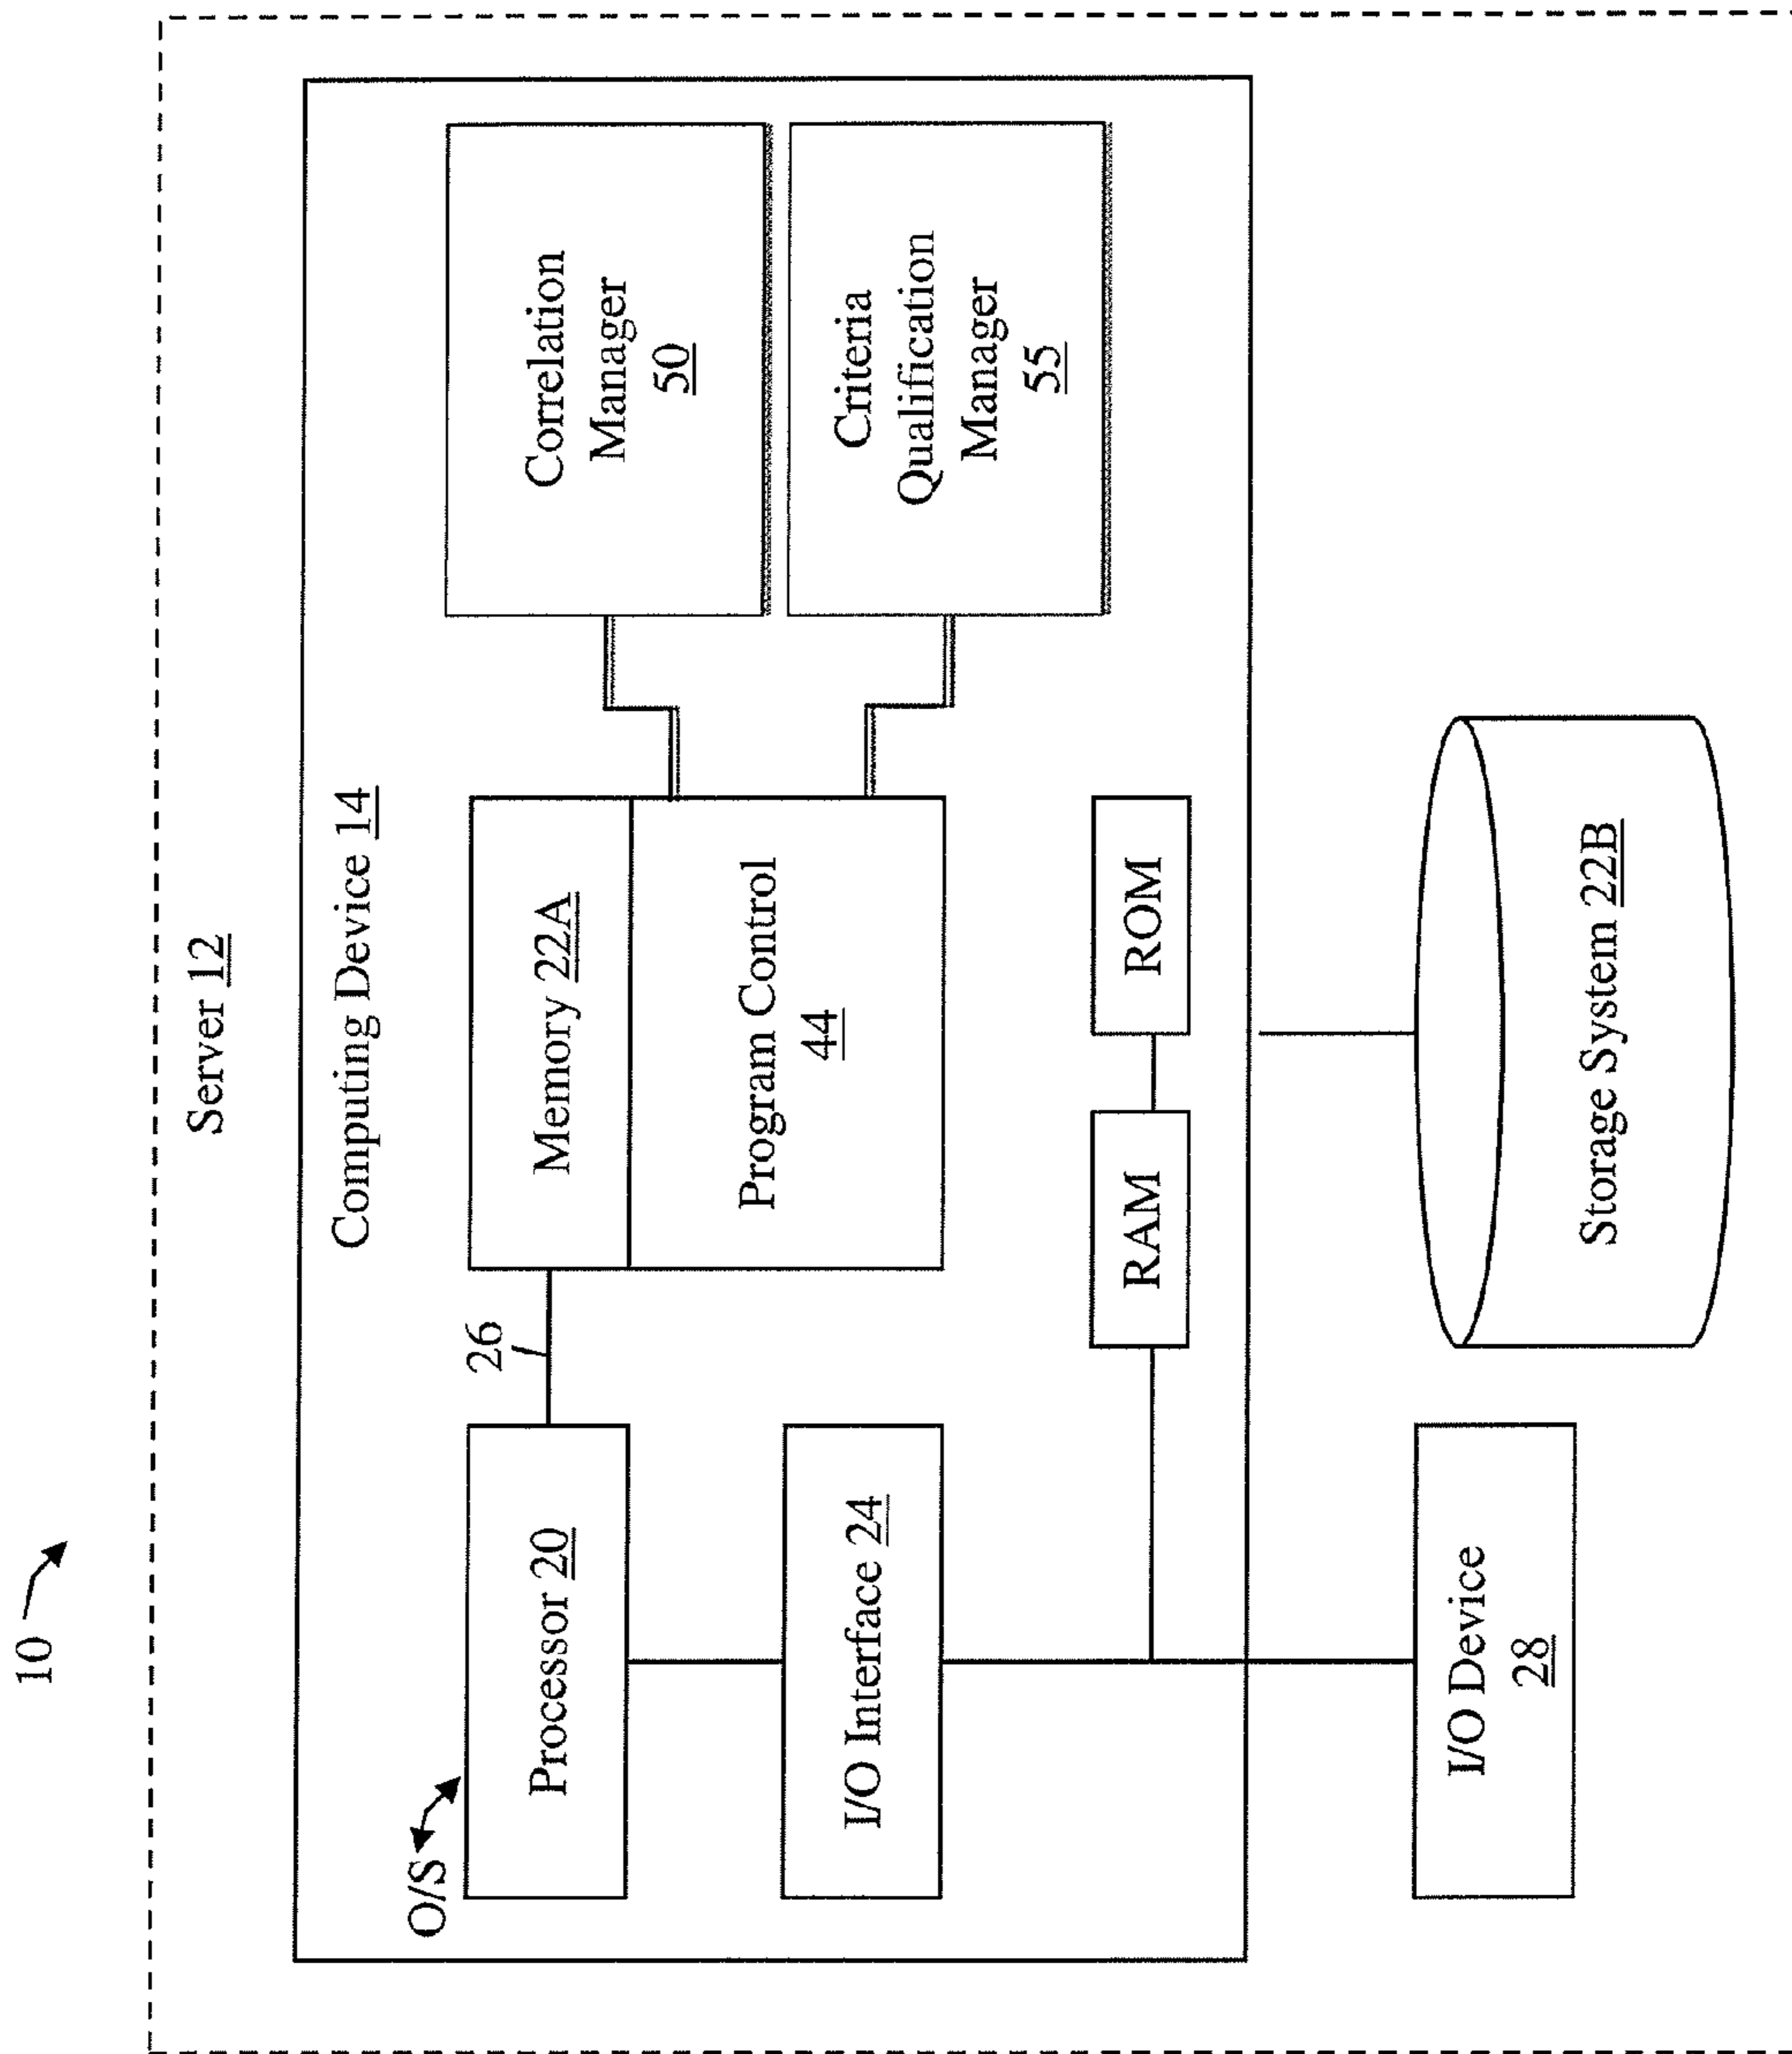 10
Server 12
Computing Device 14
O/S
Processor 20
26
Memory 22A
Program Control
44
Correlation
Manager
50
I/O Interface 24
Criteria
Qualification
Manager
55
RAM
ROM
I/O Device
28
Storage System 22B